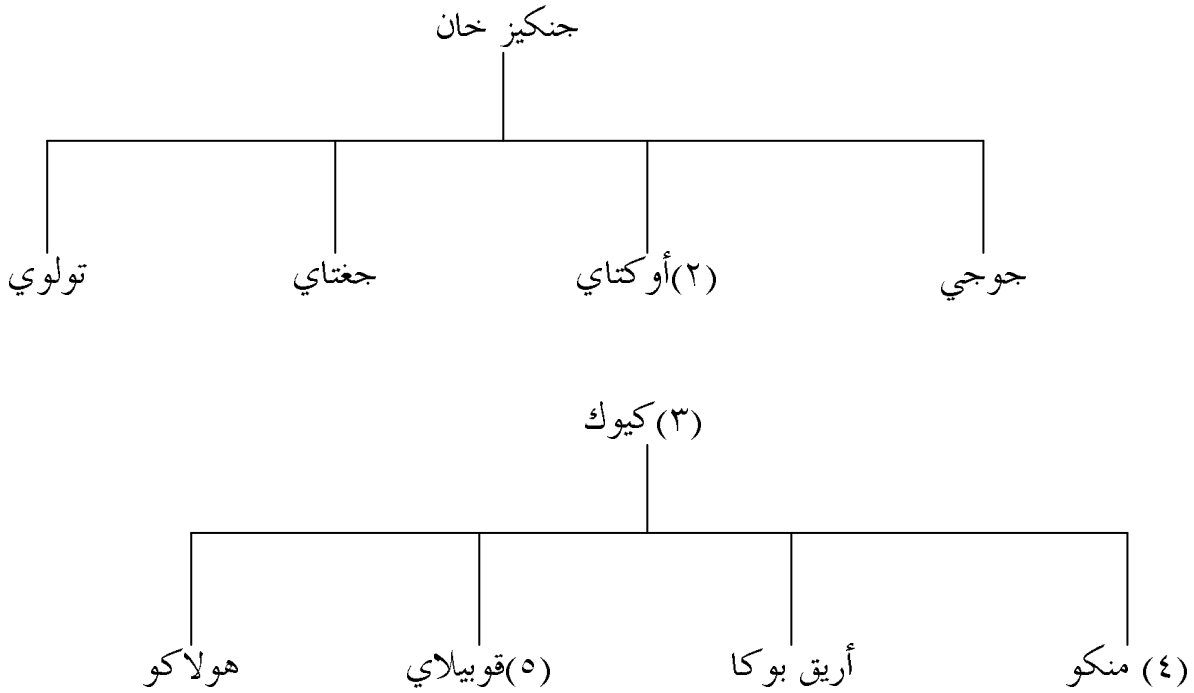 جنكيز خان
جوجي (٢)أوكتاي جغتاي تولوي
(٣)كيوك
(٤) منكو أريق بوكا (٥)قوبيلاي هولاكو